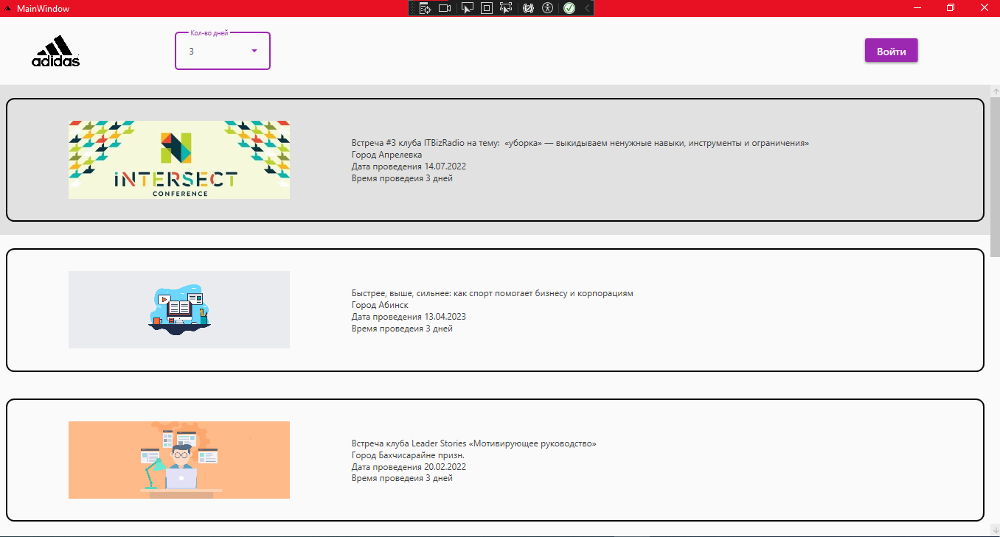 MainWindow
adidas
Кол-во дней
3
Войти
INTERSECT
CONFERENCE
Встреча #3 клуба ITBizRadio на тему:  «уборка» — выкидываем ненужные навыки, инструменты и ограничения»
Город Апрелевка
Дата проведения 14.07.2022
Время проведеия 3 дней
Быстрее, выше, сильнее: как спорт помогает бизнесу и корпорациям
Город Абинск
Дата проведения 13.04.2023
Время проведеия 3 дней
Встреча клуба Leader Stories «Мотивирующее руководство»
Город Бахчисарайне призн.
Дата проведения 20.02.2022
Время проведеия 3 дней